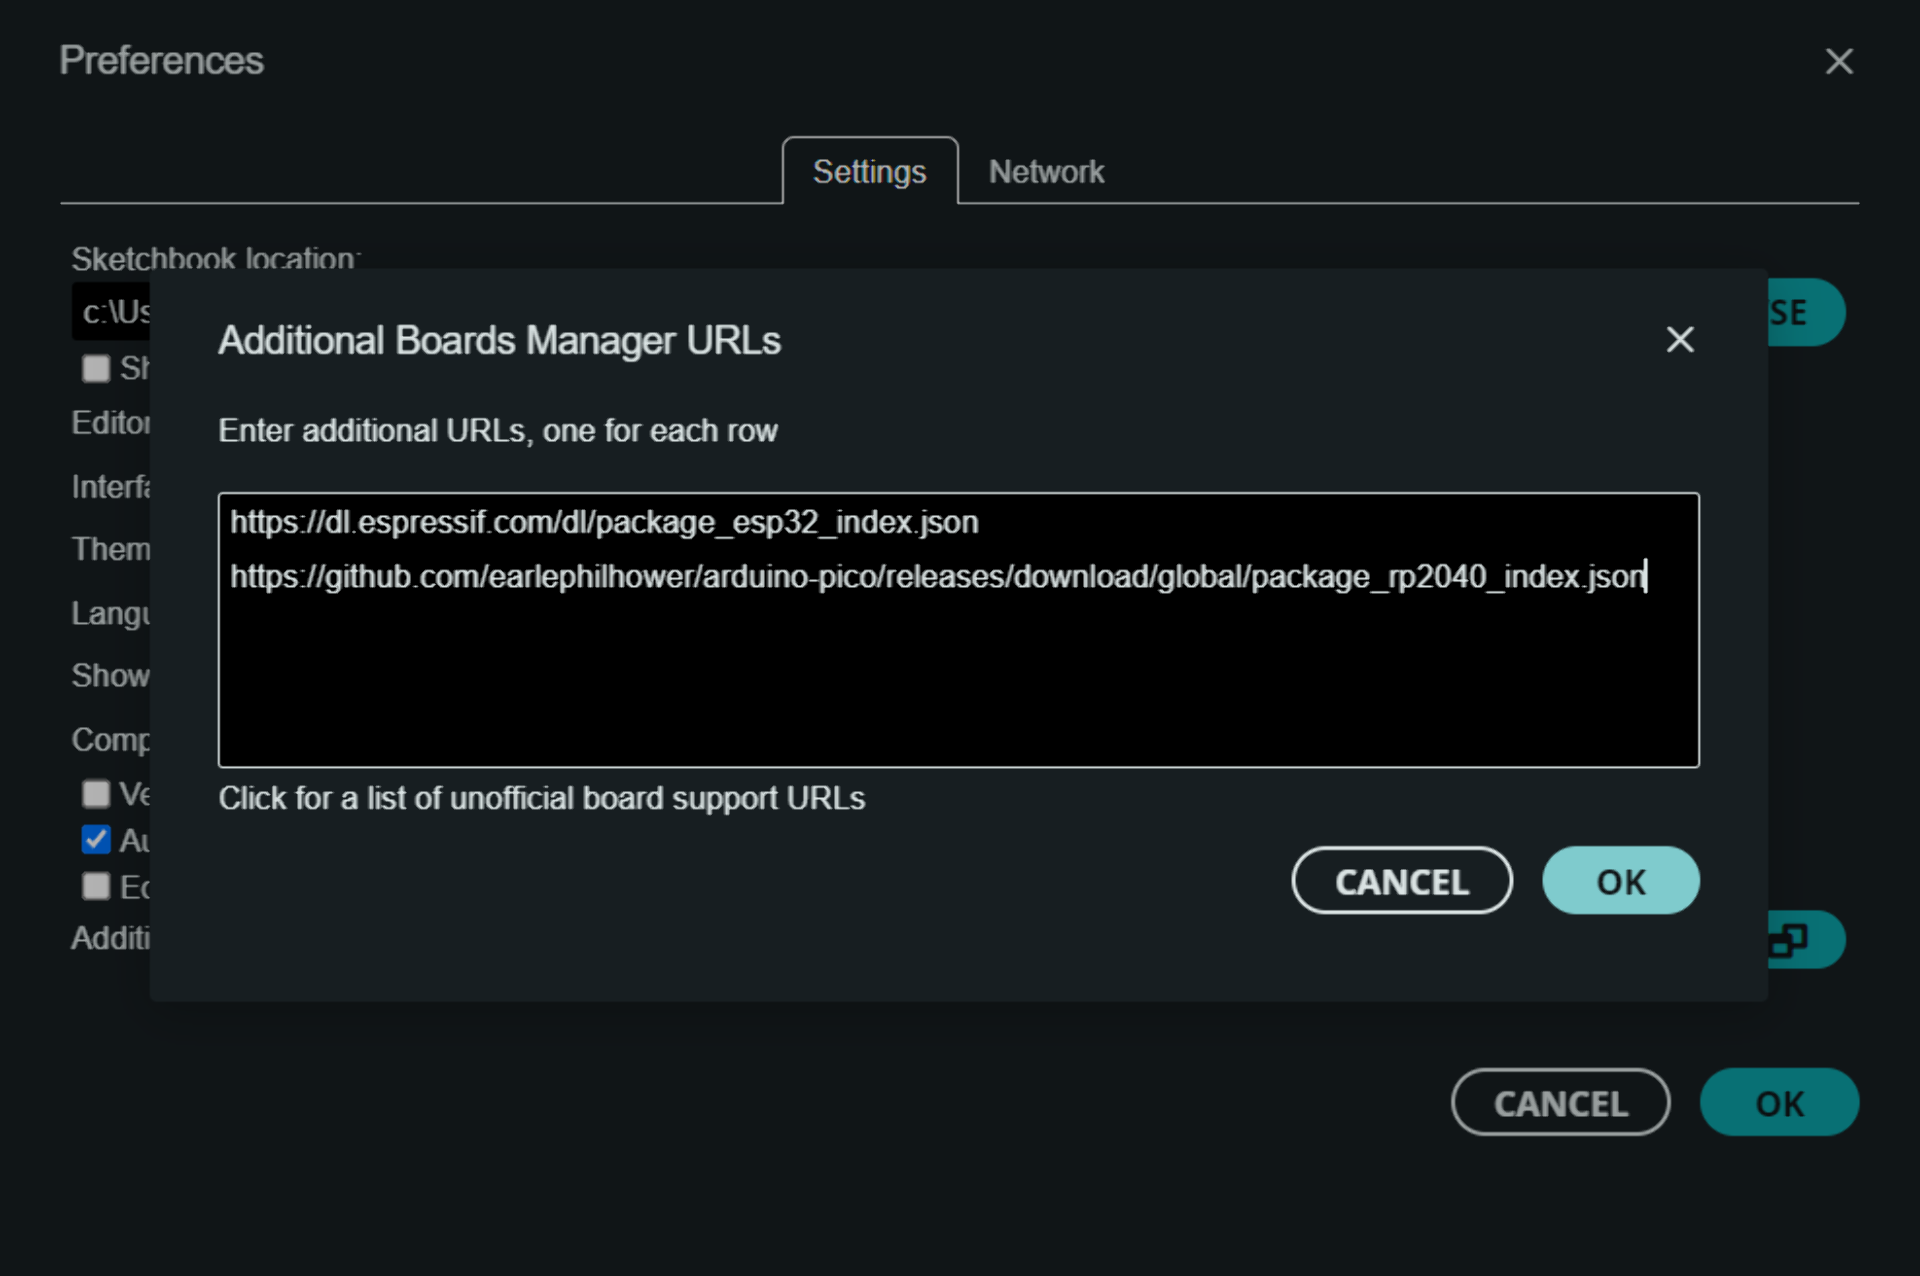 Preferences
Settings
Network
Sketchbook location:
c:\Us
Additional Boards Manager URLs
Enter additional URLs, one for each row
https://dl.espressif.com/dl/package_esp32_index.json
https://github.com/earlephilhower/arduino-pico/releases/download/global/package_rp2040_index.json
Click for a list of unofficial board support URLs
CANCEL
OK
SE
Sh
Editor
Interfa
Them
Langu
Show
Comp
Ve
Au
Ec
Additi
CANCEL
OK